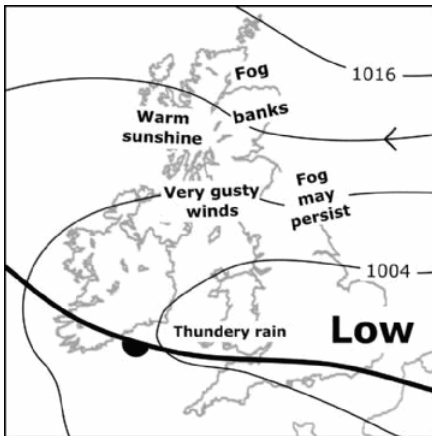 Fog
1016
banks
Warm
sunshine
Fog
may
persist
Very gusty
winds
1004
Low
Thundery rain